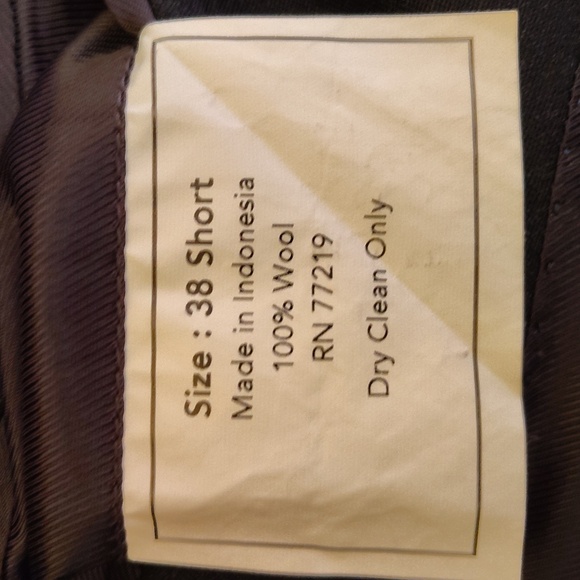 Size : 38 Short
Made in Indonesia
100% Wool
RN 77219
Dry Clean Only